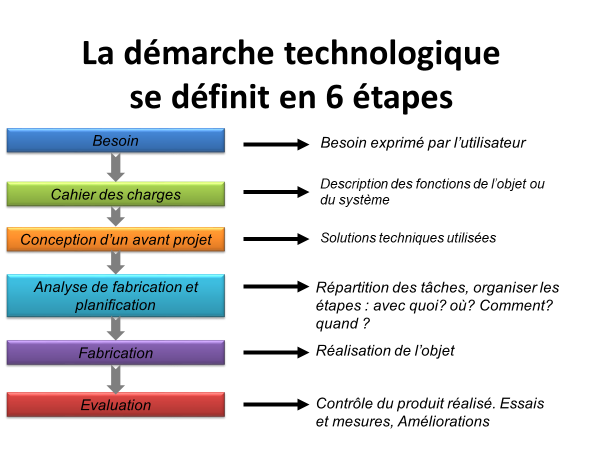 La démarche technologique
se définit en 6 étapes
Besoin
Besoin exprimé par l'utilisateur
Cahier des charges
Description des fonctions de l'objet ou
du système
Conception d'un avant projet
Solutions techniques utilisées
Analyse de fabrication et
planification
Répartition des tâches, organiser les
étapes : avec quoi? où? Comment?
quand ?
Fabrication
Réalisation de l'objet
Evaluation
Contrôle du produit réalisé. Essais
et mesures, Améliorations